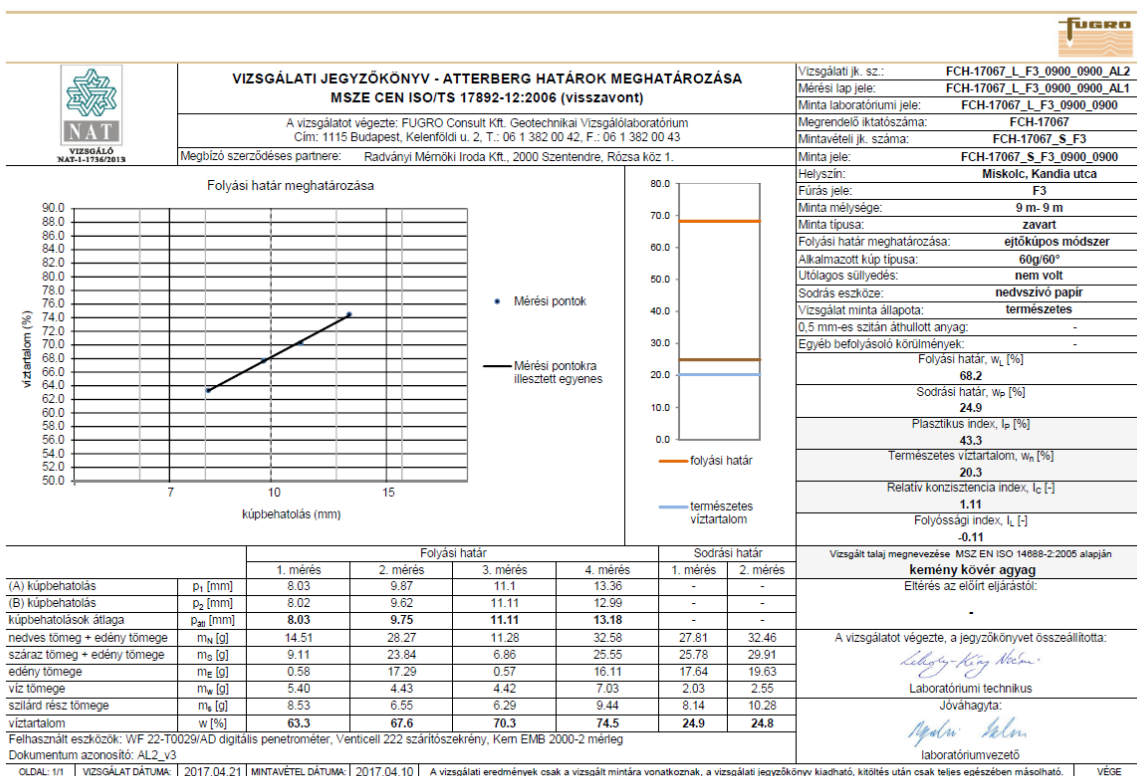 FUGRO
NAT
VIZSGÁLÓ
NAT-1-1736/2013
VIZSGÁLATI JEGYZŐKÖNYV - ATTERBERG HATÁROK MEGHATÁROZÁSA
MSZE CEN ISO/TS 17892-12:2006 (visszavont)
A vizsgálatot végezte: FUGRO Consult Kft. Geotechnikai Vizsgálólaboratórium
Cím: 1115 Budapest, Kelenföldi u. 2, T.: 06 1 382 00 42, F.: 06 1 382 00 43
Megbízó szerződéses partnere: Radványi Mérnöki Iroda Kft., 2000 Szentendre, Rózsa köz 1.
Vizsgálati jk. sz.: FCH-17067_L_F3_0900_0900_AL2
Mérési lap jele: FCH-17067_L_F3_0900_0900_AL1
Minta laboratóriumi jele: FCH-17067_L_F3_0900_0900
Megrendelő iktatószáma: FCH-17067
Mintavételi jk. száma: FCH-17067_S_F3
Minta jele: FCH-17067_S_F3_0900_0900
Helyszín: Miskolc, Kandia utca
Fúrás jele: F3
Minta mélysége: 9 m- 9 m
Minta típusa: zavart
Folyási határ meghatározása: ejtőkúpos módszer
Alkalmazott kúp típusa: 60g/60°
Utólagos süllyedés: nem volt
Sodrás eszköze: nedvszívó papír
Vizsgálat minta állapota: természetes
0,5 mm-es szitán áthullott anyag: -
Egyéb befolyásoló körülmények: -
Folyási határ, wL [%]
68.2
Sodrási határ, wP [%]
24.9
Plasztikus index, IP [%]
43.3
Természetes víztartalom, wn [%]
20.3
Relatív konzisztencia index, IC [-]
1.11
Folyóssági index, IL [-]
-0.11
Folyási határ meghatározása
90.0
88.0
86.0
84.0
82.0
80.0
78.0
76.0
74.0
72.0
70.0
68.0
66.0
64.0
62.0
60.0
58.0
56.0
54.0
52.0
50.0
víztartalom (%)
7 10 15
kúpbehatolás (mm)
Mérési pontok
Mérési pontokra
illesztett egyenes
80.0
70.0
60.0
50.0
40.0
30.0
20.0
10.0
0.0
folyási határ
természetes
víztartalom
Folyási határ Sodrási határ
1. mérés 2. mérés 3. mérés 4. mérés 1. mérés 2. mérés
(A) kúpbehatolás p1 [mm] 8.03 9.87 11.1 13.36 - -
(B) kúpbehatolás p2 [mm] 8.02 9.62 11.11 12.99 - -
kúpbehatolások átlaga pátl [mm] 8.03 9.75 11.11 13.18 - -
nedves tömeg + edény tömege mN [g] 14.51 28.27 11.28 32.58 27.81 32.46
száraz tömeg + edény tömege mS [g] 9.11 23.84 6.86 25.55 25.78 29.91
edény tömege mE [g] 0.58 17.29 0.57 16.11 17.64 19.63
víz tömege mw [g] 5.40 4.43 4.42 7.03 2.03 2.55
szilárd rész tömege ms [g] 8.53 6.55 6.29 9.44 8.14 10.28
víztartalom w [%] 63.3 67.6 70.3 74.5 24.9 24.8
Felhasznált eszközök: WF 22-T0029/AD digitális penetrométer, Venticell 222 szárítószekrény, Kern EMB 2000-2 mérleg
Dokumentum azonosító: AL2_v3
Vizsgált talaj megnevezése MSZ EN ISO 14688-2:2005 alapján
kemény kövér agyag
Eltérés az előírt eljárástól:
-
A vizsgálatot végezte, a jegyzőkönyvet összeállította:
Laboratóriumi technikus
Jóváhagyta:
laboratóriumvezető
OLDAL: 1/1 VIZSGÁLAT DÁTUMA: 2017.04.21 MINTAVÉTEL DÁTUMA: 2017.04.10 A vizsgálati eredmények csak a vizsgált mintára vonatkoznak, a vizsgálati jegyzőkönyv kiadható, kitöltés után csak teljes egészében másolható. VÉGE